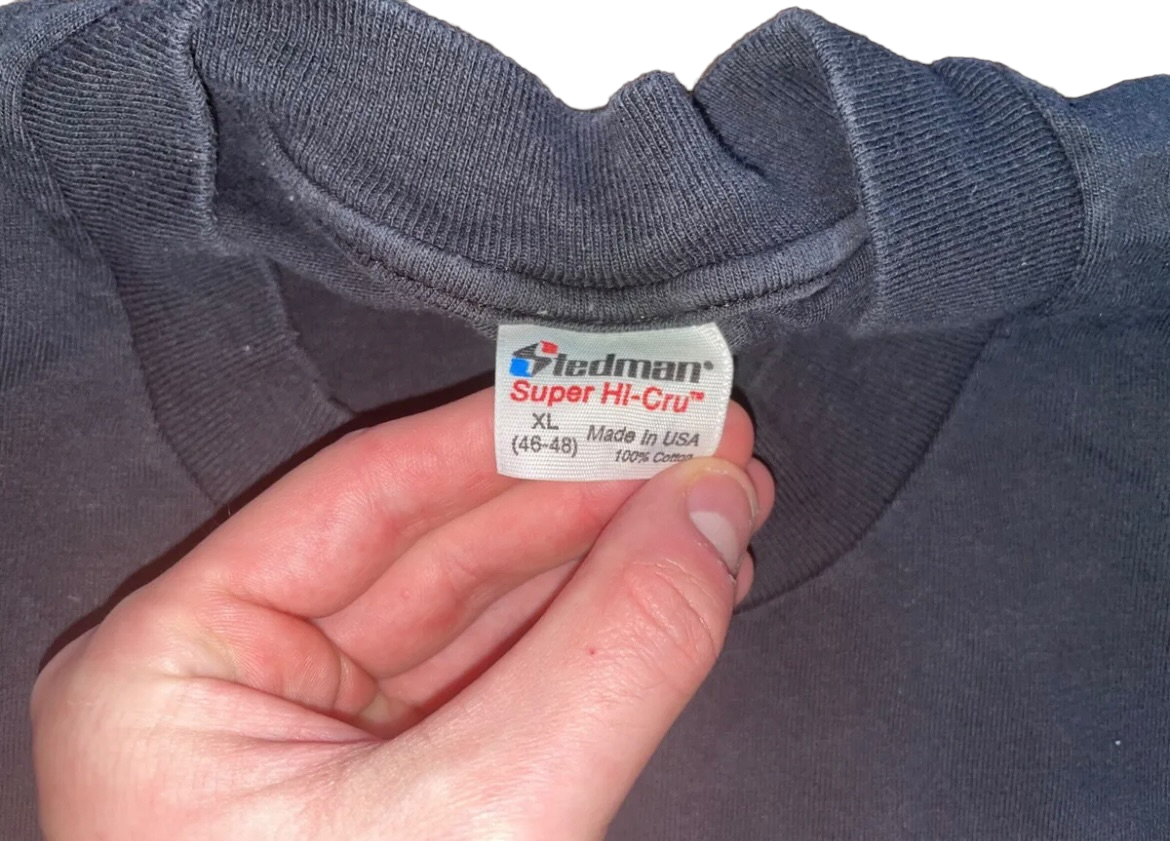 Stedman®
Super Hi-Cru™
XL
(46-48)
Made in USA
100% Cotton